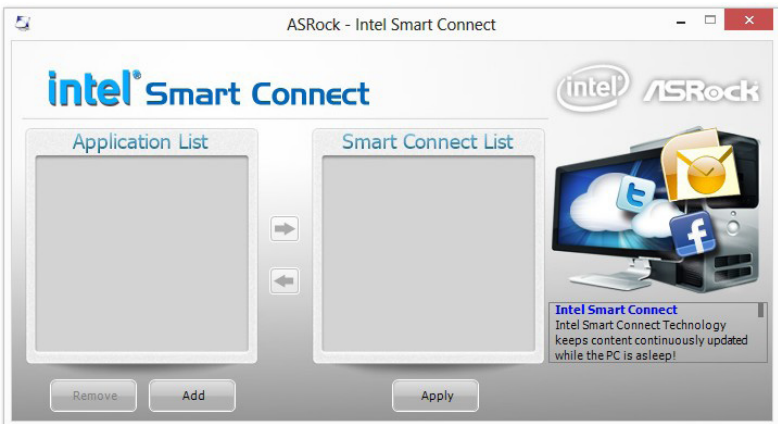 ASRock - Intel Smart Connect
intel® Smart Connect
intel® ASRock
Application List
Smart Connect List
Intel Smart Connect
Intel Smart Connect Technology
keeps content continuously updated
while the PC is asleep!
Remove
Add
Apply